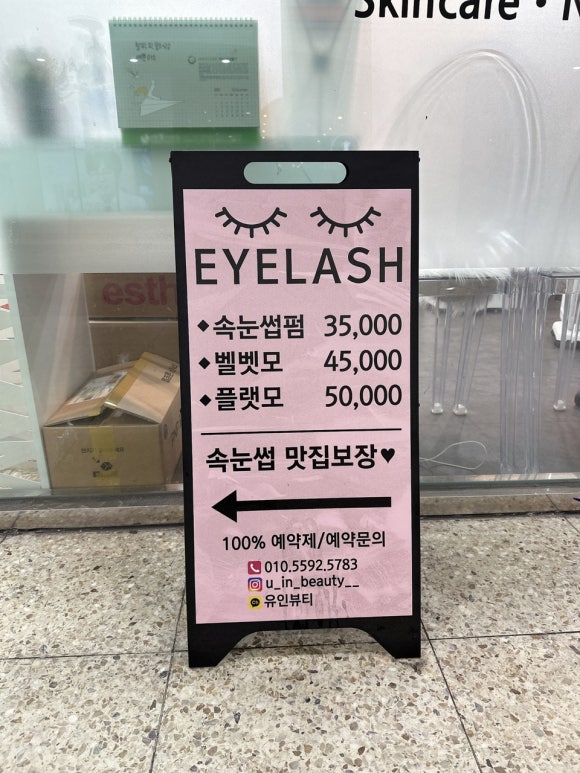 Skincare •
EYELASH
◆속눈썹펌 35,000
◆벨벳모 45,000
◆플랫모 50,000
속눈썹 맛집보장♥
100% 예약제/예약문의
010.5592.5783
u_in_beauty__
유인뷰티